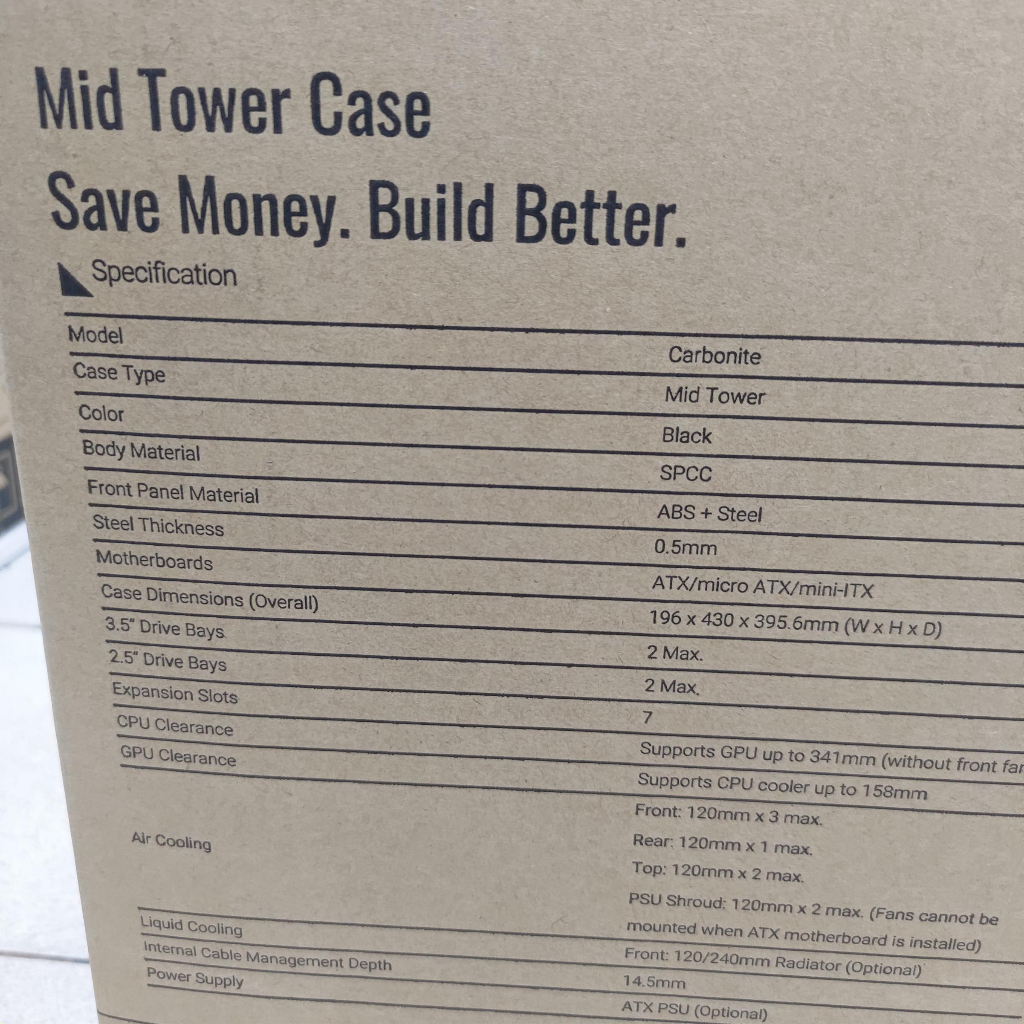 Mid Tower Case
Save Money. Build Better.
Specification
Model Carbonite
Case Type Mid Tower
Color Black
Body Material SPCC
Front Panel Material ABS + Steel
Steel Thickness 0.5mm
Motherboards ATX/micro ATX/mini-ITX
Case Dimensions (Overall) 196 x 430 x 395.6mm (W x H x D)
3.5" Drive Bays 2 Max.
2.5" Drive Bays 2 Max.
Expansion Slots 7
CPU Clearance Supports GPU up to 341mm (without front
GPU Clearance Supports CPU cooler up to 158mm
Air Cooling Front: 120mm x 3 max.
Rear: 120mm x 1 max.
Top: 120mm x 2 max.
PSU Shroud: 120mm x 2 max. (Fans cannot be
mounted when ATX motherboard is installed)
Liquid Cooling Front: 120/240mm Radiator (Optional)
Internal Cable Management Depth 14.5mm
Power Supply ATX PSU (Optional)